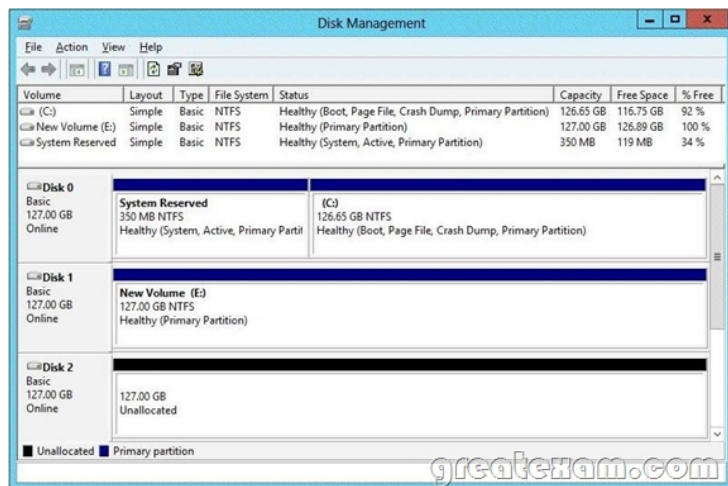 Disk Management
File Action View Help
Volume Layout Type File System Status Capacity Free Space % Free
(C:) Simple Basic NTFS Healthy (Boot, Page File, Crash Dump, Primary Partition) 126.65 GB 116.75 GB 92 %
New Volume (E:) Simple Basic NTFS Healthy (Primary Partition) 127.00 GB 126.89 GB 100 %
System Reserved Simple Basic NTFS Healthy (System, Active, Primary Partition) 350 MB 119 MB 34 %
Disk 0
Basic
127.00 GB
Online
System Reserved
350 MB NTFS
Healthy (System, Active, Primary Partit
(C:)
126.65 GB NTFS
Healthy (Boot, Page File, Crash Dump, Primary Partition)
Disk 1
Basic
127.00 GB
Online
New Volume (E:)
127.00 GB NTFS
Healthy (Primary Partition)
Disk 2
Basic
127.00 GB
Online
127.00 GB
Unallocated
Unallocated Primary partition
greatexam.com